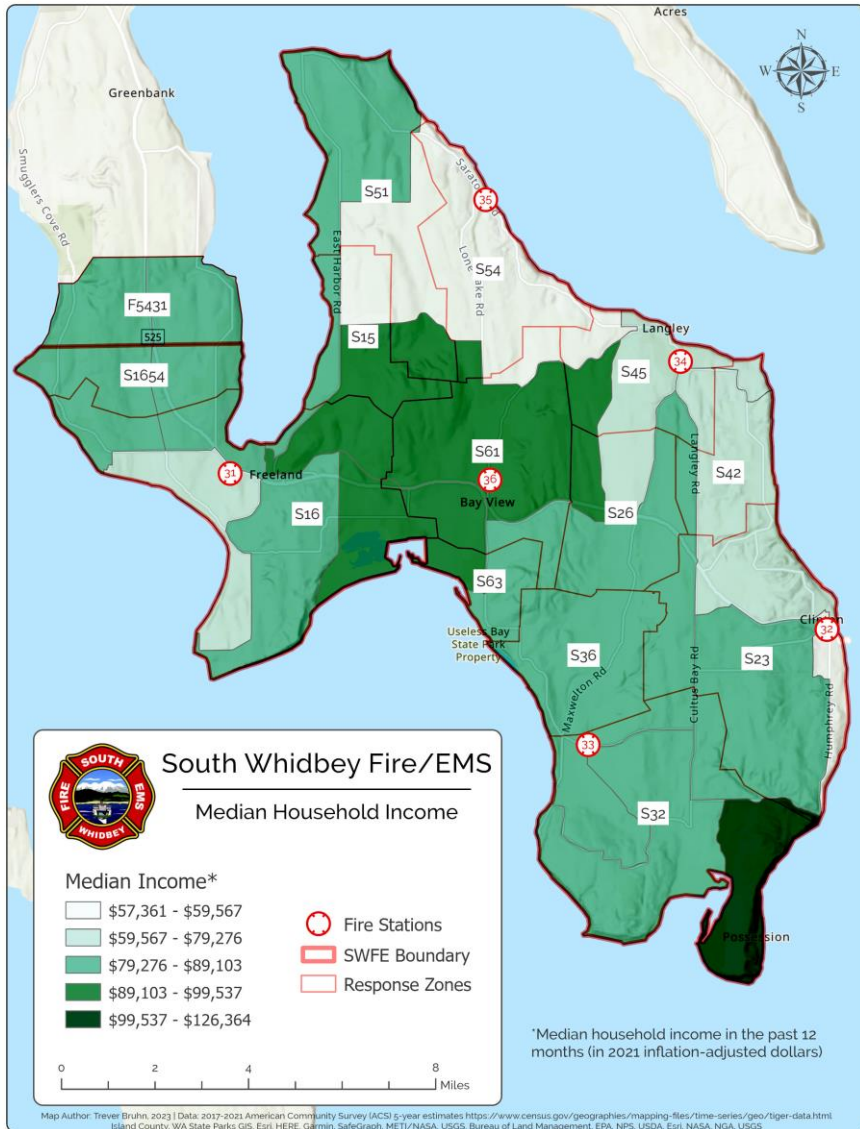 Acres
N
W E
S
Greenbank
Smugglers Cove Rd
S51
Saratoga Rd
35
East Harbor Rd
Lone Lake Rd
S54
F5431
525
S15
Langley
S1654
S45
34
Langley Rd
S61
S42
31
Freeland
36
Bay View
S16
S26
S63
Clinton
32
Useless Bay
State Park
Property
S36
S23
Maxwelton Rd
Cultus Bay Rd
Humphrey Rd
33
S32
Possession
SOUTH
FIRE
EMS
WHIDBEY
South Whidbey Fire/EMS
Median Household Income
Median Income*
$57,361 - $59,567
$59,567 - $79,276
$79,276 - $89,103
$89,103 - $99,537
$99,537 - $126,364
Fire Stations
SWFE Boundary
Response Zones
0 4 8
Miles
*Median household income in the past 12
months (in 2021 inflation-adjusted dollars)
Map Author: Trever Bruhn, 2023 | Data: 2017-2021 American Community Survey (ACS) 5-year estimates https://www.census.gov/geographies/mapping-files/time-series/geo/tiger-data.html
Island County, WA State Parks GIS, Esri, HERE, Garmin, SafeGraph, METI/NASA, USGS, Bureau of Land Management, EPA, NPS, USDA, Esri, NASA, NGA, USGS